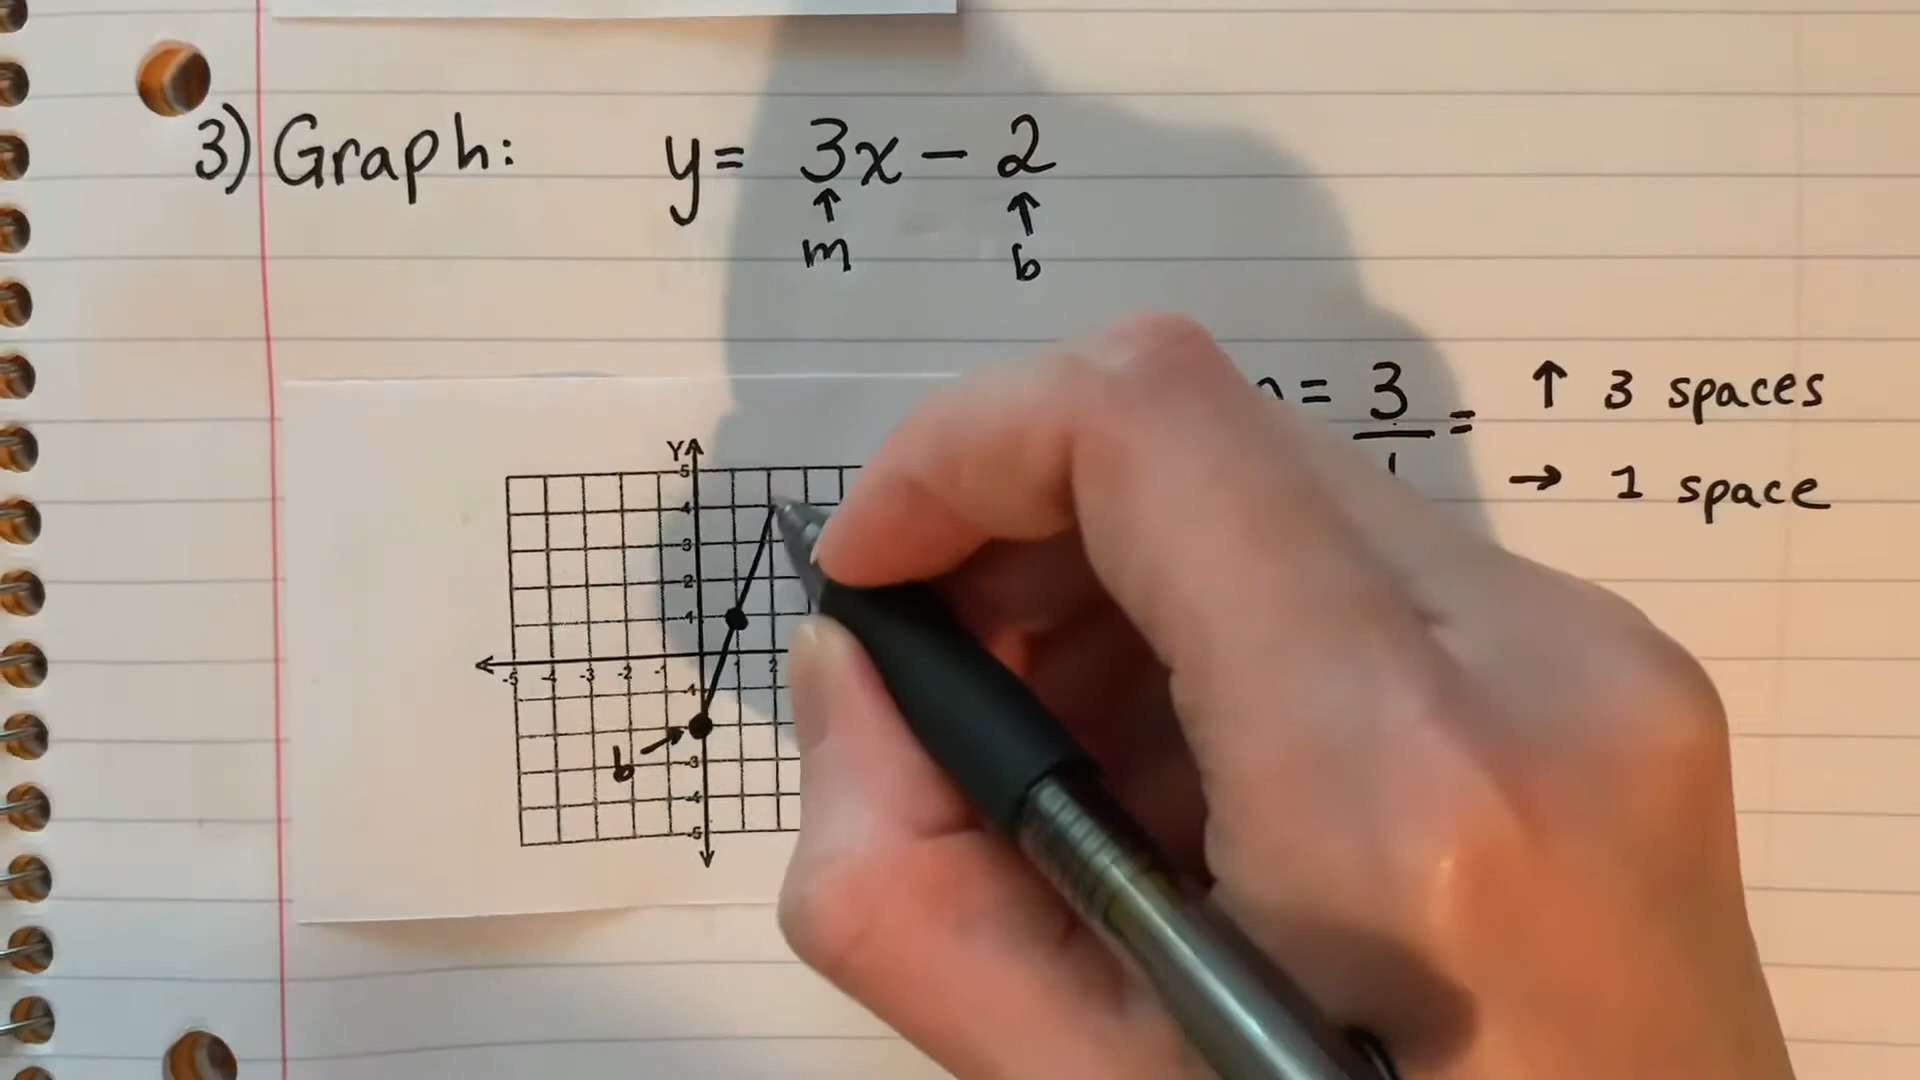 3) Graph: y = 3x - 2
↑ ↑
m b
= 3 = ↑ 3 spaces
1 → 1 space
Y
5
4
3
2
1
-5 -4 -3 -2 -1 1 2
-1
b → -3
-4
-5